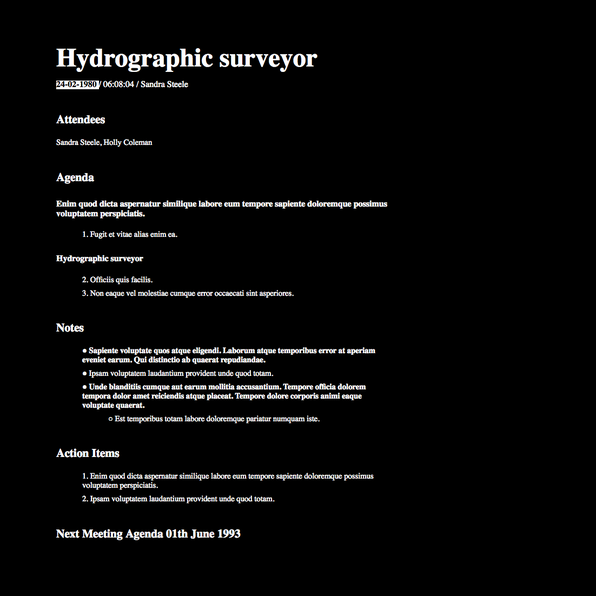 Hydrographic surveyor
24-02-1980 / 06:08:04 / Sandra Steele
Attendees
Sandra Steele, Holly Coleman
Agenda
Enim quod dicta aspernatur similique labore eum tempore sapiente doloremque possimus
voluptatem perspiciatis.
1. Fugit et vitae alias enim ea.
Hydrographic surveyor
2. Officiis quis facilis.
3. Non eaque vel molestiae cumque error occaecati sint asperiores.
Notes
● Sapiente voluptate quos atque eligendi. Laborum atque temporibus error at aperiam
eveniet earum. Qui distinctio ab quaerat repudiandae.
● Ipsam voluptatem laudantium provident unde quod totam.
● Unde blanditiis cumque aut earum mollitia accusantium. Tempore officia dolorem
tempora dolor amet reiciendis atque placeat. Tempore dolore corporis animi eaque
voluptate quaerat.
○ Est temporibus totam labore doloremque pariatur numquam iste.
Action Items
1. Enim quod dicta aspernatur similique labore eum tempore sapiente doloremque possimus
voluptatem perspiciatis.
2. Ipsam voluptatem laudantium provident unde quod totam.
Next Meeting Agenda 01th June 1993